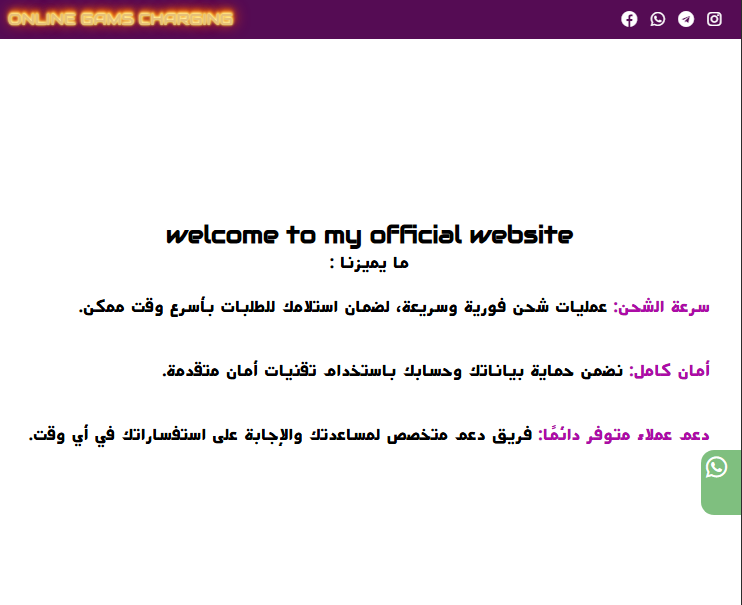 ONLINE GAMS CHARGING
welcome to my official website
ما يميزنا :
سرعة الشحن: عمليات شحن فورية وسريعة، لضمان استلامك للطلبات بأسرع وقت ممكن.
أمان كامل: نضمن حماية بياناتك وحسابك باستخدام تقنيات أمان متقدمة.
دعم عملاء متوفر دائمًا: فريق دعم متخصص لمساعدتك والإجابة على استفساراتك في أي وقت.